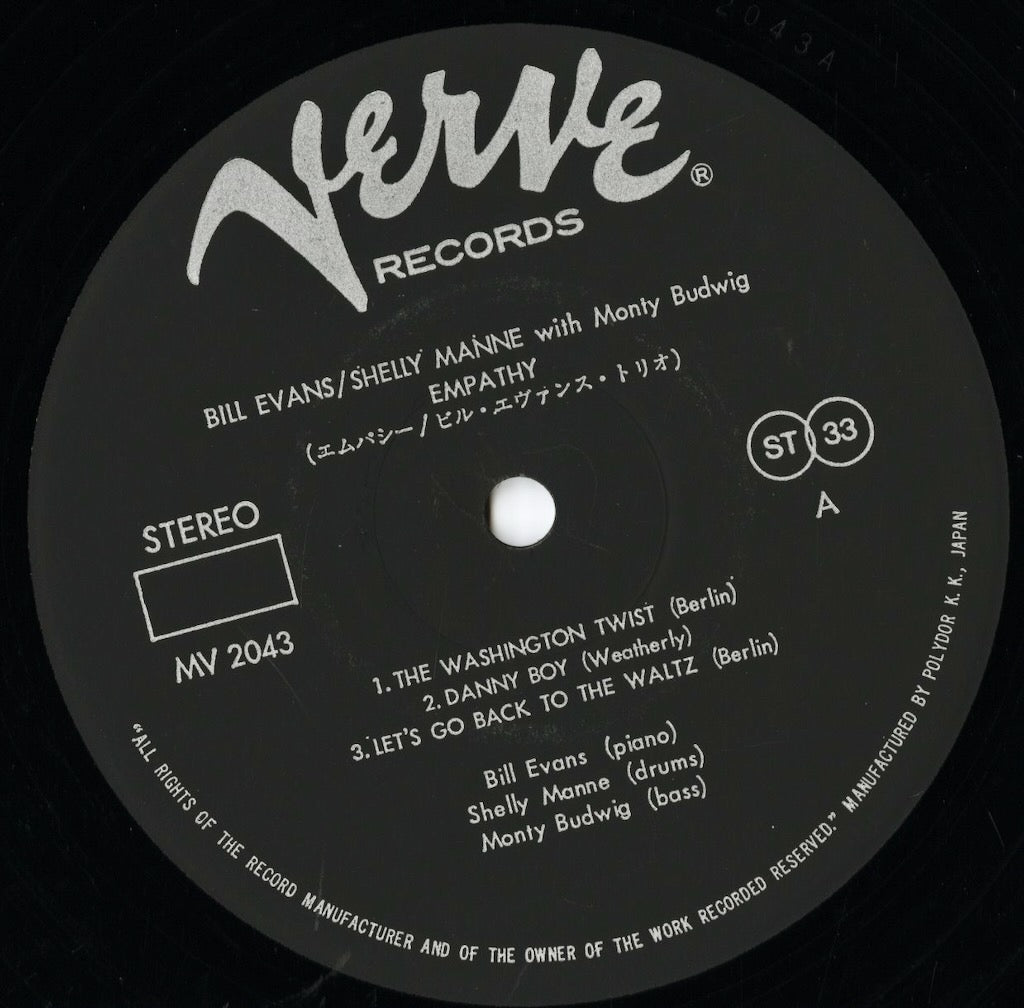 2043A
Verve
®
RECORDS
BILL EVANS/SHELLY MANNE with Monty Budwig
EMPATHY
(エムパシー/ビル・エヴァンス・トリオ)
ST 33
A
STEREO
MV 2043
1. THE WASHINGTON TWIST (Berlin)
2. DANNY BOY (Weatherly)
3. LET'S GO BACK TO THE WALTZ (Berlin)
Bill Evans (piano)
Shelly Manne (drums)
Monty Budwig (bass)
“ALL RIGHTS OF THE RECORD MANUFACTURER AND OF THE OWNER OF THE WORK RECORDED RESERVED.” MANUFACTURED BY POLYDOR K. K., JAPAN